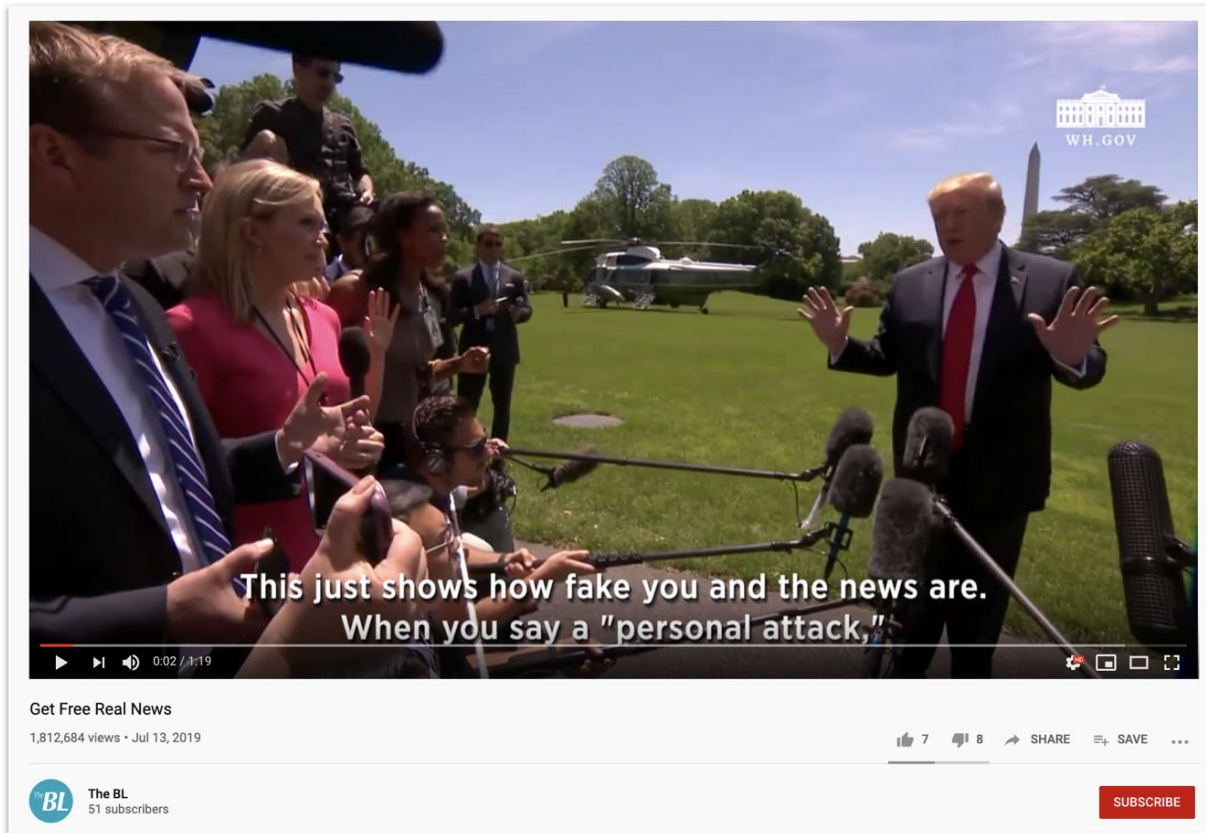 WH.GOV
This just shows how fake you and the news are.
When you say a "personal attack,"
0:02 / 1:19
HD
Get Free Real News
1,812,684 views • Jul 13, 2019
7
8
SHARE
SAVE
the BL
The BL
51 subscribers
SUBSCRIBE